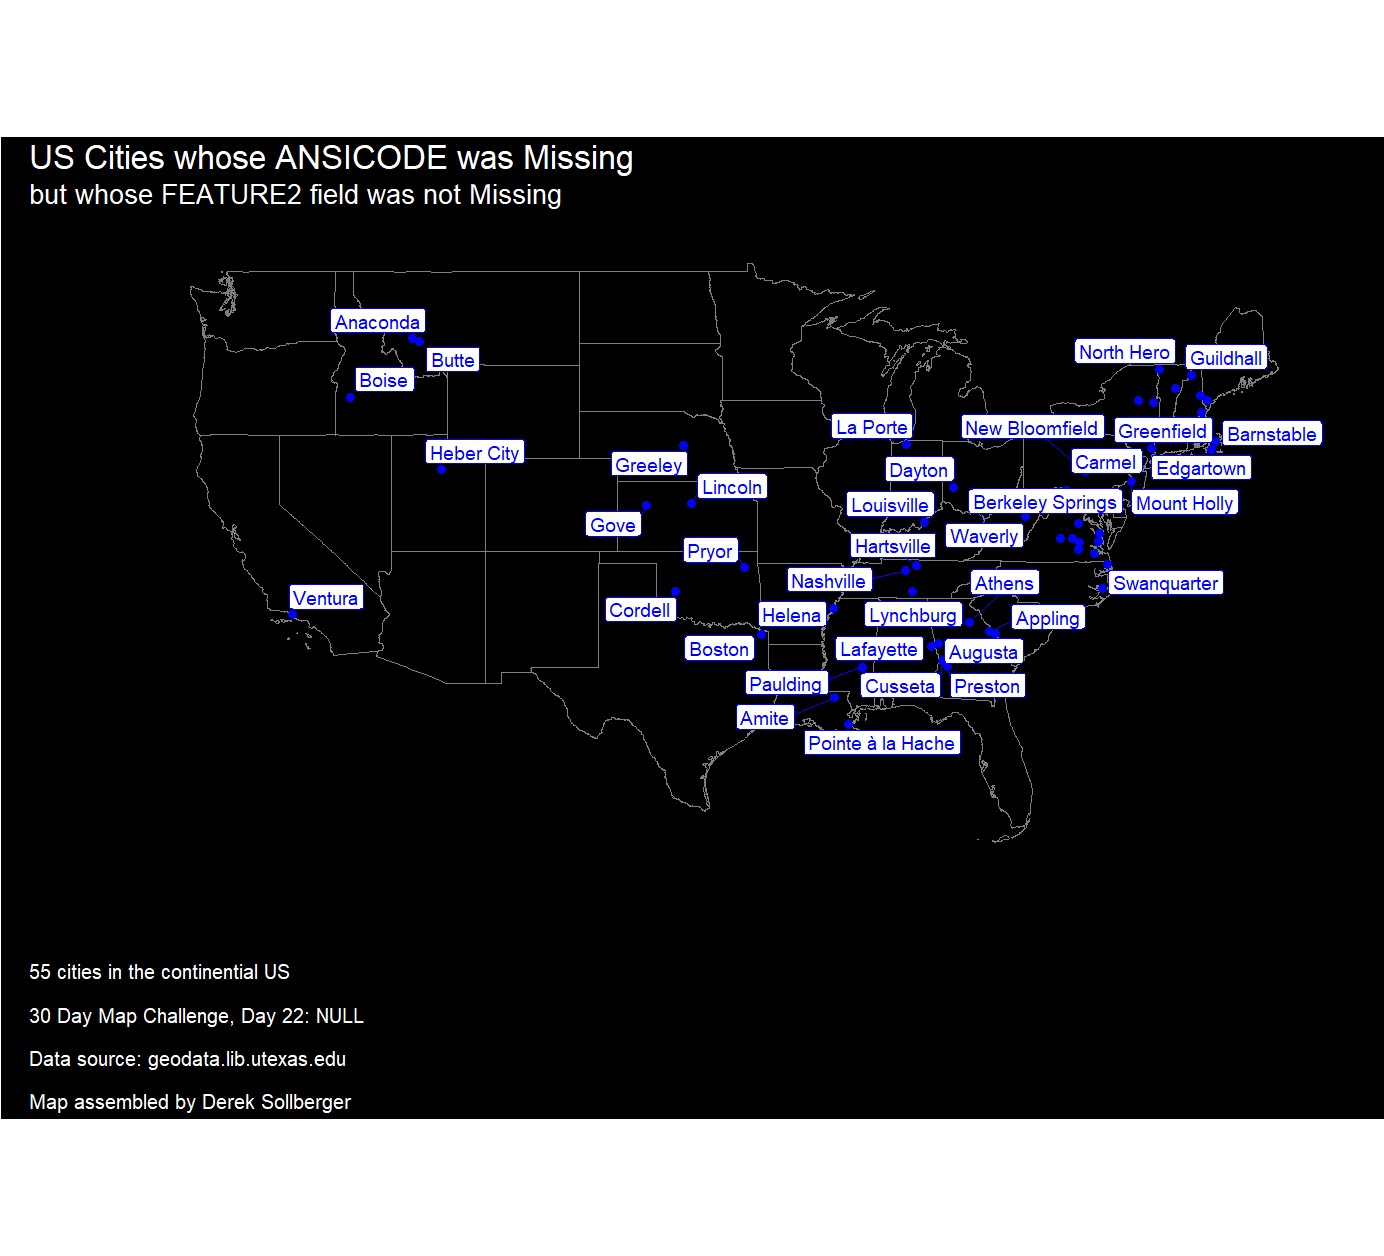 US Cities whose ANSICODE was Missing
but whose FEATURE2 field was not Missing
Anaconda
Butte
Boise
North Hero
Guildhall
La Porte
New Bloomfield
Greenfield
Barnstable
Heber City
Greeley
Dayton
Carmel
Edgartown
Lincoln
Louisville
Berkeley Springs
Mount Holly
Gove
Waverly
Pryor
Hartsville
Nashville
Athens
Swanquarter
Ventura
Cordell
Helena
Lynchburg
Appling
Boston
Lafayette
Augusta
Paulding
Cusseta
Preston
Amite
Pointe à la Hache
55 cities in the continential US
30 Day Map Challenge, Day 22: NULL
Data source: geodata.lib.utexas.edu
Map assembled by Derek Sollberger